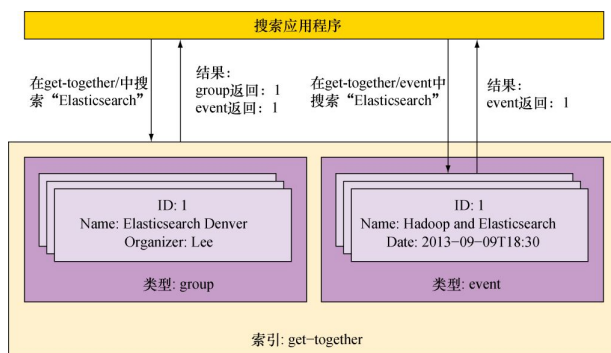 搜索应用程序
在get-together/中搜
索“Elasticsearch”
结果：
group返回：1
event返回：1
在get-together/event中
搜索“Elasticsearch”
结果：
event返回：1
ID: 1
Name: Elasticsearch Denver
Organizer: Lee
类型: group
ID: 1
Name: Hadoop and Elasticsearch
Date: 2013-09-09T18:30
类型: event
索引: get-together